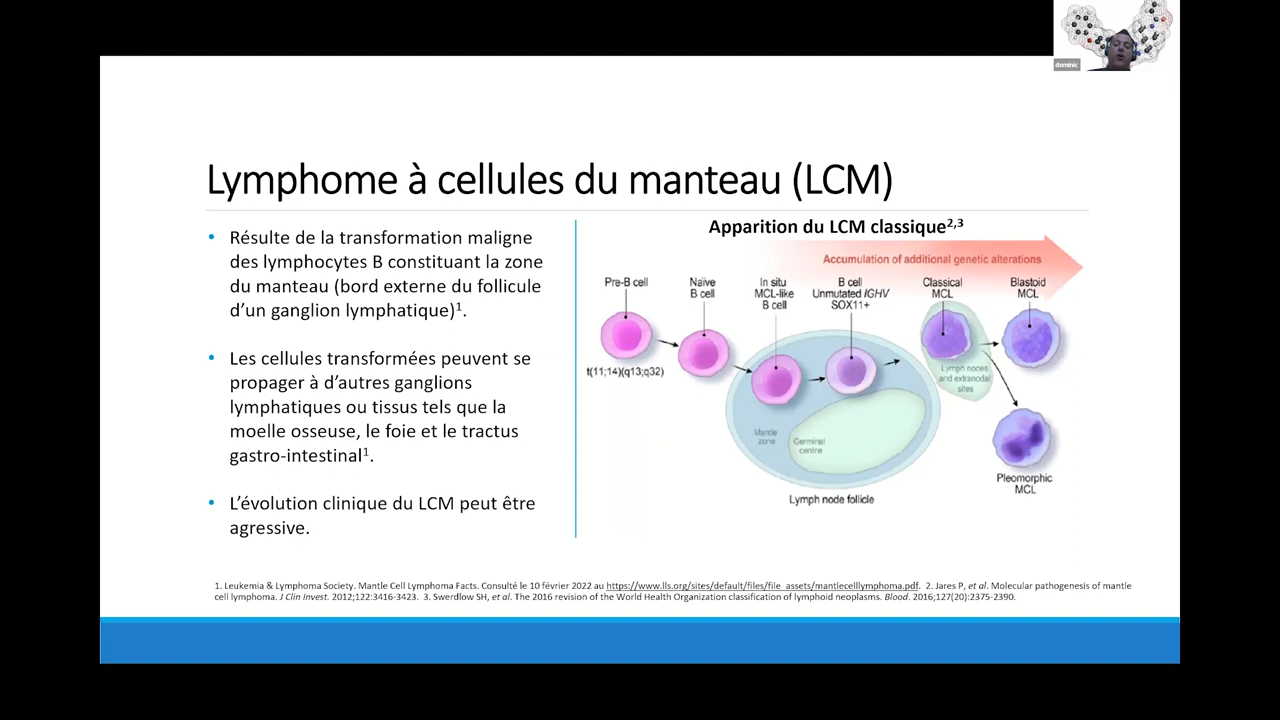 dominic
Lymphome à cellules du manteau (LCM)
• Résulte de la transformation maligne
des lymphocytes B constituant la zone
du manteau (bord externe du follicule
d’un ganglion lymphatique)¹.
• Les cellules transformées peuvent se
propager à d’autres ganglions
lymphatiques ou tissus tels que la
moelle osseuse, le foie et le tractus
gastro-intestinal¹.
• L’évolution clinique du LCM peut être
agressive.
Apparition du LCM classique²,³
Accumulation of additional genetic alterations
Pre-B cell
Naïve
B cell
In situ
MCL-like
B cell
B cell
Unmutated IGHV
SOX11+
Classical
MCL
Blastoid
MCL
t(11;14)(q13;q32)
Lymph nodes
and extranodal
sites
Mantle
zone
Germinal
centre
Pleomorphic
MCL
Lymph node follicle
1. Leukemia & Lymphoma Society. Mantle Cell Lymphoma Facts. Consulté le 10 février 2022 au https://www.lls.org/sites/default/files/file_assets/mantlecelllymphoma.pdf. 2. Jares P, et al. Molecular pathogenesis of mantle
cell lymphoma. J Clin Invest. 2012;122:3416-3423. 3. Swerdlow SH, et al. The 2016 revision of the World Health Organization classification of lymphoid neoplasms. Blood. 2016;127(20):2375-2390.